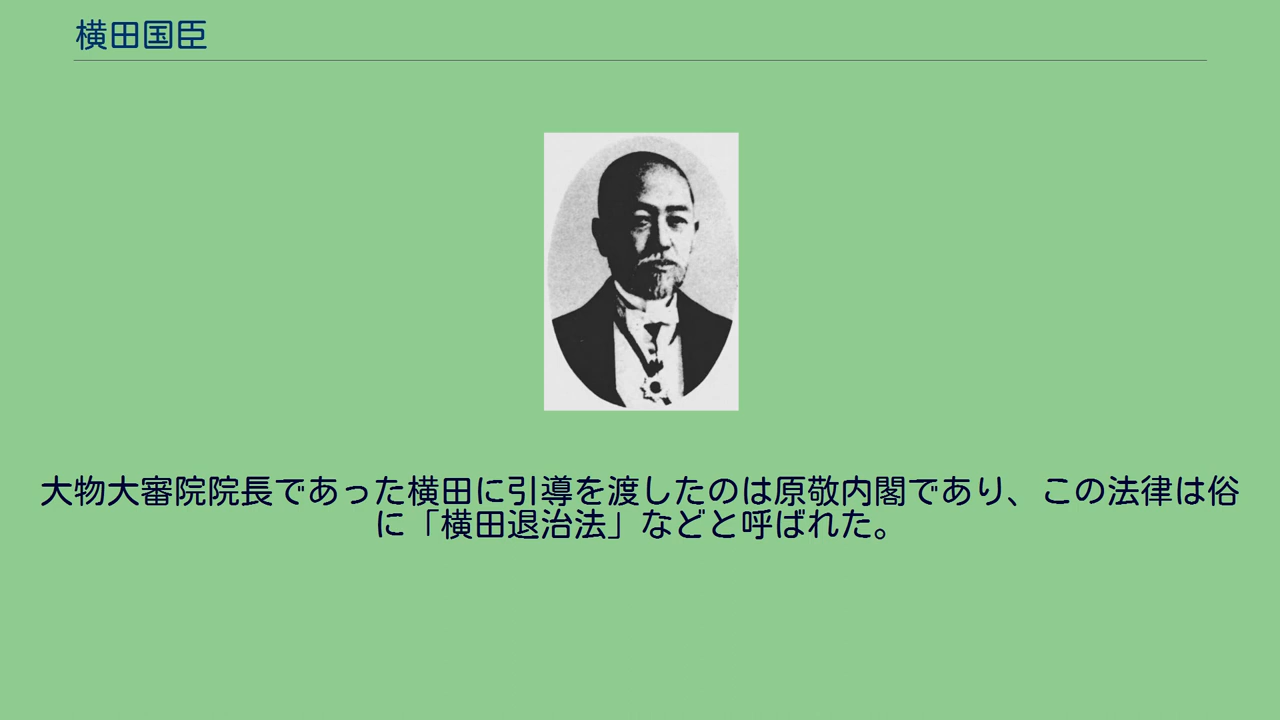 横田国臣
大物大審院院長であった横田に引導を渡したのは原敬内閣であり、この法律は俗
に「横田退治法」などと呼ばれた。